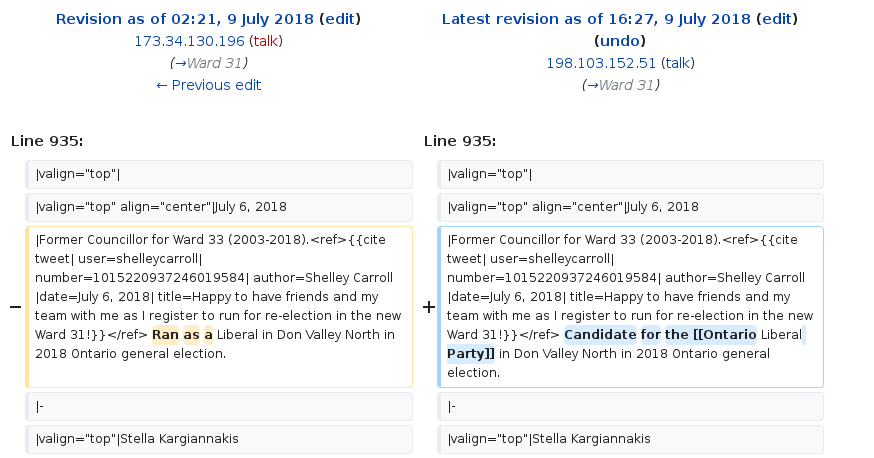 Revision as of 02:21, 9 July 2018 (edit)
173.34.130.196 (talk)
(→Ward 31)
← Previous edit
Latest revision as of 16:27, 9 July 2018 (edit)
(undo)
198.103.152.51 (talk)
(→Ward 31)
Line 935:
Line 935:
|valign="top"|
|valign="top"|
|valign="top" align="center"|July 6, 2018
|valign="top" align="center"|July 6, 2018
−
|Former Councillor for Ward 33 (2003-2018).<ref>{{cite
tweet| user=shelleycarroll|
number=1015220937246019584| author=Shelley Carroll
|date=July 6, 2018| title=Happy to have friends and my
team with me as I register to run for re-election in the new
Ward 31!}}</ref> Ran as a Liberal in Don Valley North in
2018 Ontario general election.
+
|Former Councillor for Ward 33 (2003-2018).<ref>{{cite
tweet| user=shelleycarroll|
number=1015220937246019584| author=Shelley Carroll
|date=July 6, 2018| title=Happy to have friends and my
team with me as I register to run for re-election in the new
Ward 31!}}</ref> Candidate for the [[Ontario Liberal
Party]] in Don Valley North in 2018 Ontario general
election.
|-
|-
|valign="top"|Stella Kargiannakis
|valign="top"|Stella Kargiannakis